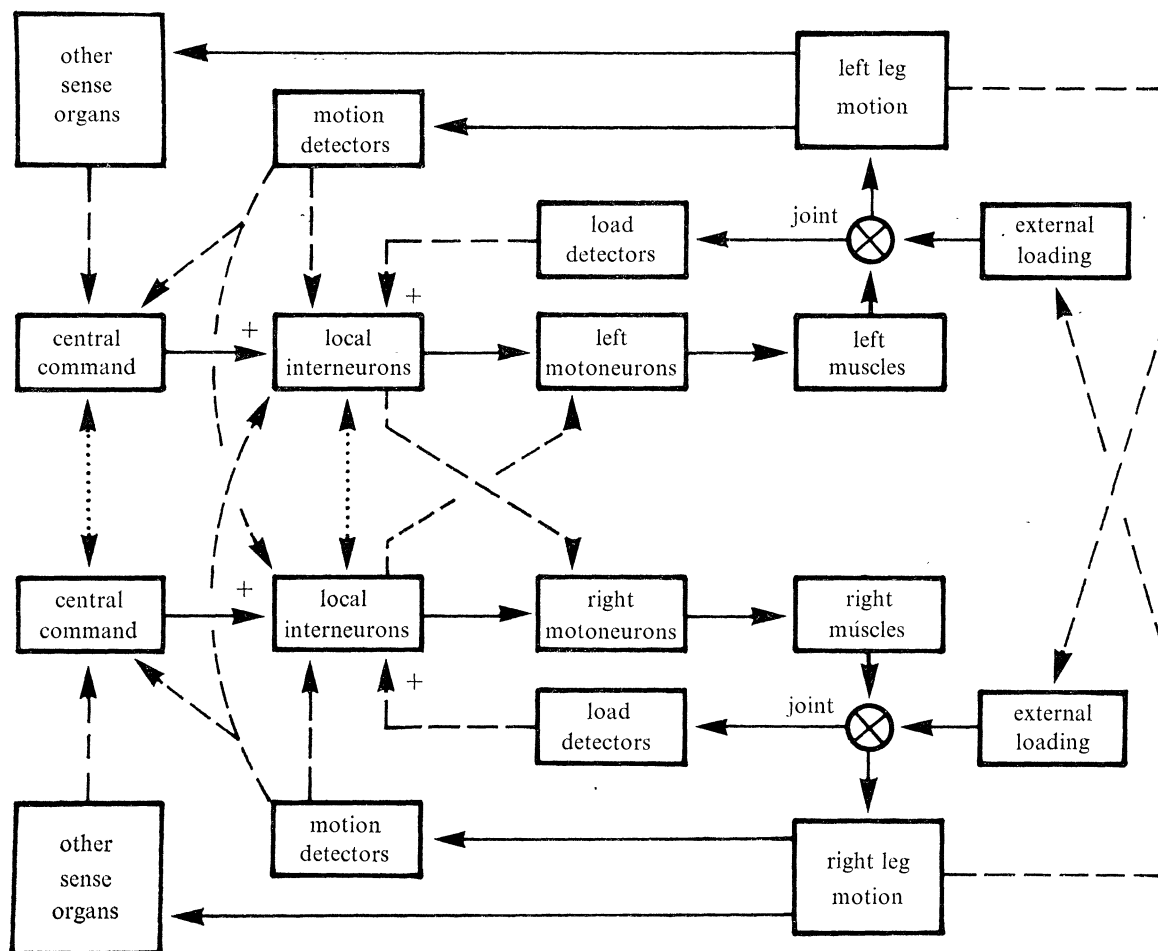 other
sense
organs
left leg
motion
motion
detectors
load
detectors
joint
external
loading
+
+
central
command
local
interneurons
left
motoneurons
left
muscles
central
command
+
local
interneurons
right
motoneurons
right
muscles
+
load
detectors
joint
external
loading
other
sense
organs
motion
detectors
right leg
motion